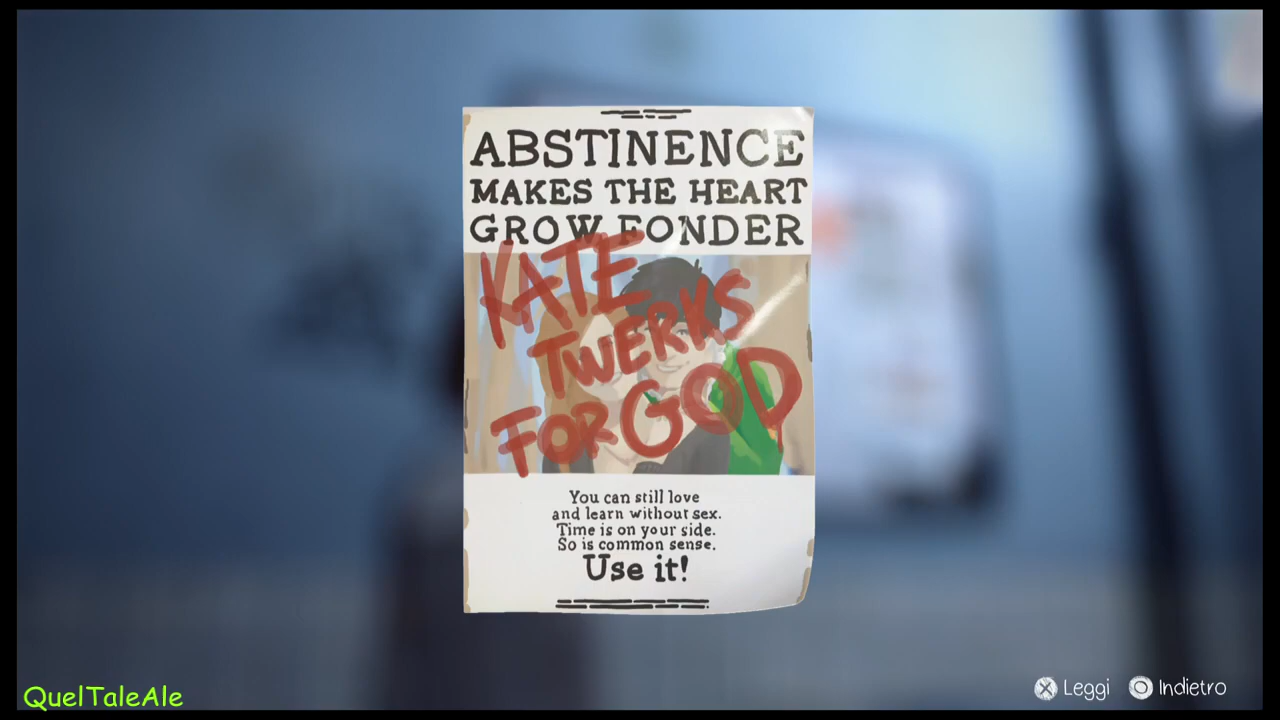 ABSTINENCE
MAKES THE HEART
GROW FONDER
KATE
TWERKS
FOR GOD
You can still love
and learn without sex.
Time is on your side.
So is common sense.
Use it!
QuelTaleAle
Leggi
Indietro